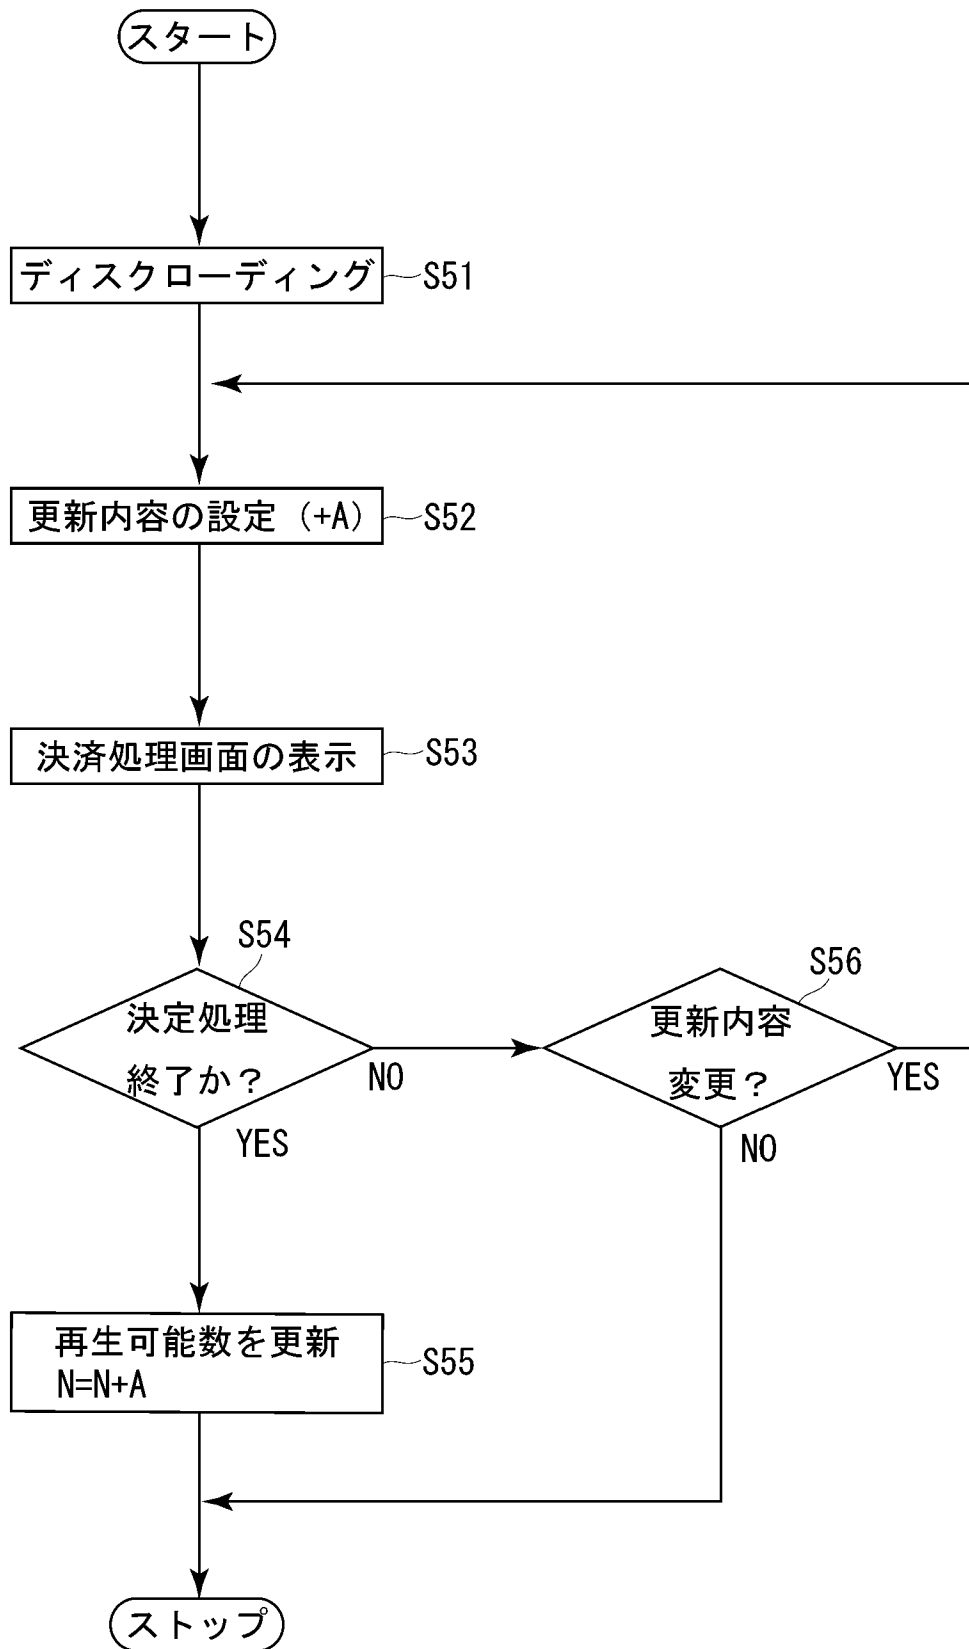 スタート
ディスクローディング
S51
更新内容の設定 (+A)
S52
決済処理画面の表示
S53
S54
決定処理
終了か?
NO
YES
S56
更新内容
変更?
YES
NO
再生可能数を更新
N=N+A
S55
ストップ